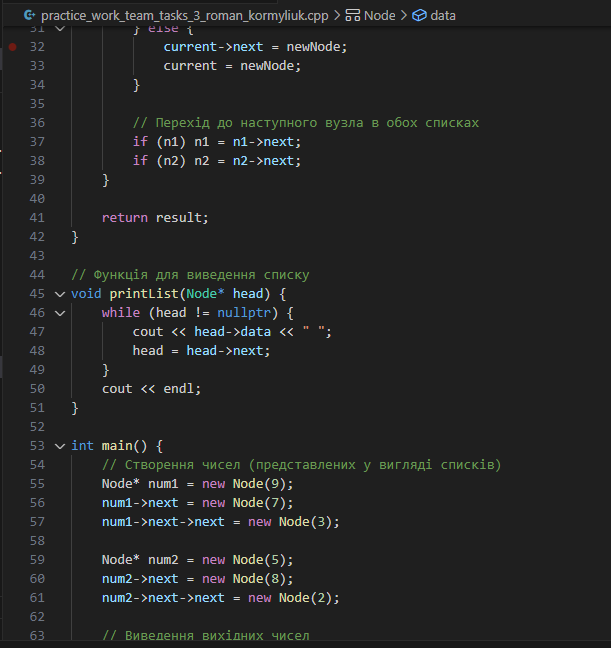 practice_work_team_tasks_3_roman_kormyliuk.cpp > Node > data
31 } else {
32 current->next = newNode;
33 current = newNode;
34 }
35
36 // Перехід до наступного вузла в обох списках
37 if (n1) n1 = n1->next;
38 if (n2) n2 = n2->next;
39 }
40
41 return result;
42 }
43
44 // Функція для виведення списку
45 void printList(Node* head) {
46 while (head != nullptr) {
47 cout << head->data << " ";
48 head = head->next;
49 }
50 cout << endl;
51 }
52
53 int main() {
54 // Створення чисел (представлених у вигляді списків)
55 Node* num1 = new Node(9);
56 num1->next = new Node(7);
57 num1->next->next = new Node(3);
58
59 Node* num2 = new Node(5);
60 num2->next = new Node(8);
61 num2->next->next = new Node(2);
62
63 // Виведення вихідних чисел